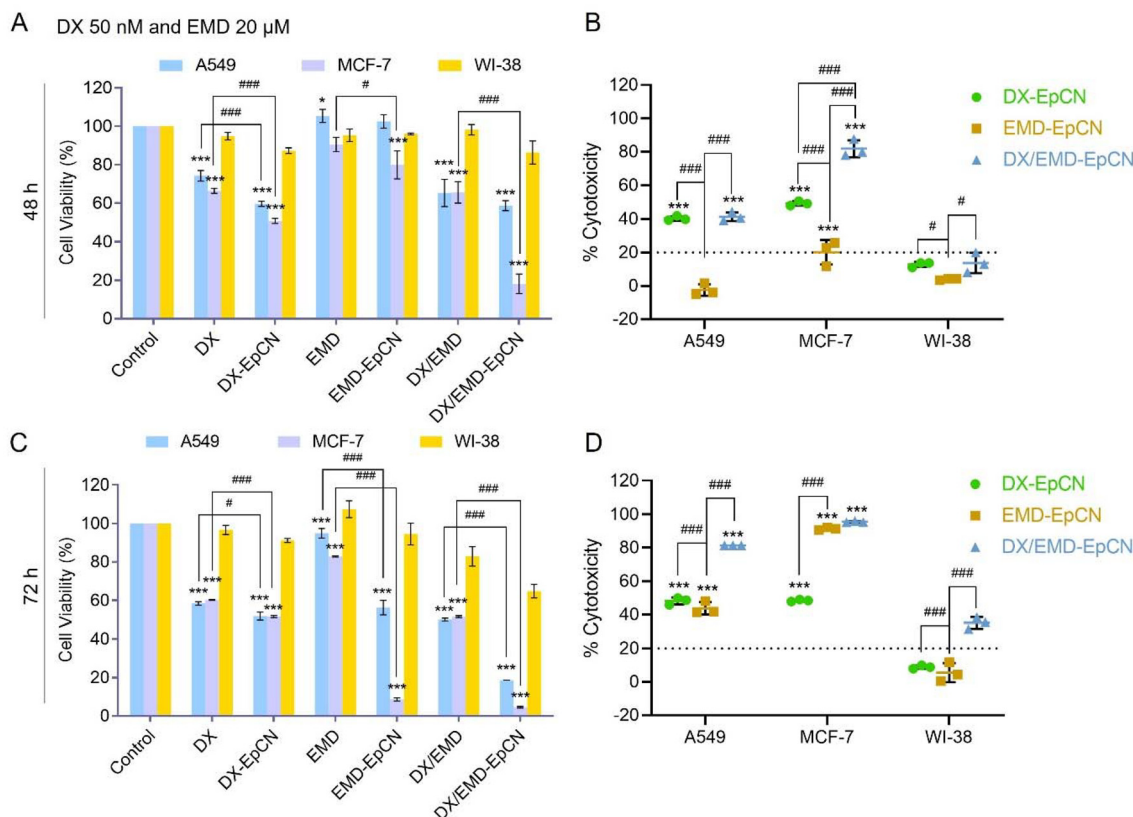 A DX 50 nM and EMD 20 µM
A549 MCF-7 WI-38
48 h
Cell Viability (%)
120
100
80
60
40
20
0
***
***
###
###
***
***
*
#
***
***
***
###
***
***
Control
DX
DX-EpCN
EMD
EMD-EpCN
DX/EMD
DX/EMD-EpCN
B
% Cytotoxicity
120
100
80
60
40
20
0
-20
###
###
***
***
###
###
###
***
***
***
#
#
A549
MCF-7
WI-38
DX-EpCN
EMD-EpCN
DX/EMD-EpCN
C
A549 MCF-7 WI-38
72 h
Cell Viability (%)
120
100
80
60
40
20
0
###
#
***
***
***
***
###
###
***
***
***
***
###
###
***
***
***
***
Control
DX
DX-EpCN
EMD
EMD-EpCN
DX/EMD
DX/EMD-EpCN
D
% Cytotoxicity
120
100
80
60
40
20
0
-20
###
###
***
***
***
###
***
***
***
###
###
A549
MCF-7
WI-38
DX-EpCN
EMD-EpCN
DX/EMD-EpCN